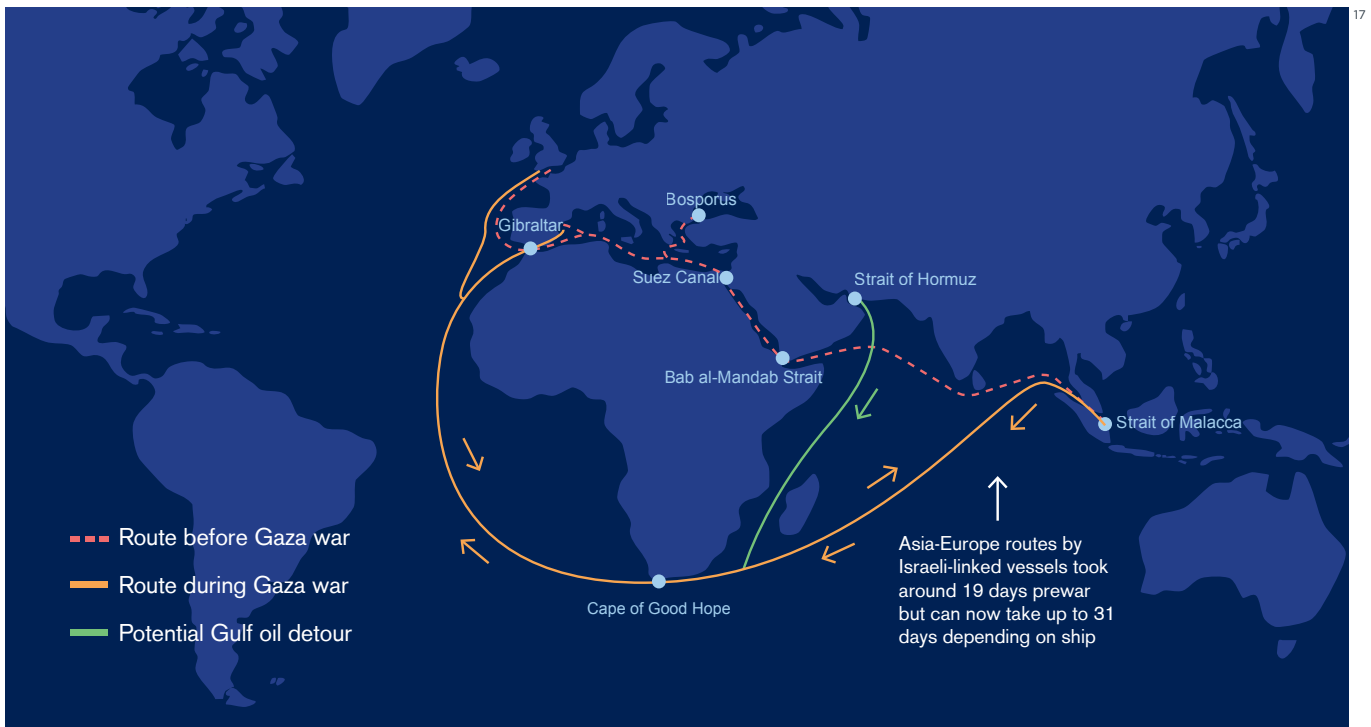 17
Bosporus
Gibraltar
Suez Canal
Strait of Hormuz
Bab al-Mandab Strait
Strait of Malacca
Route before Gaza war
Route during Gaza war
Potential Gulf oil detour
Cape of Good Hope
Asia-Europe routes by
Israeli-linked vessels took
around 19 days prewar
but can now take up to 31
days depending on ship